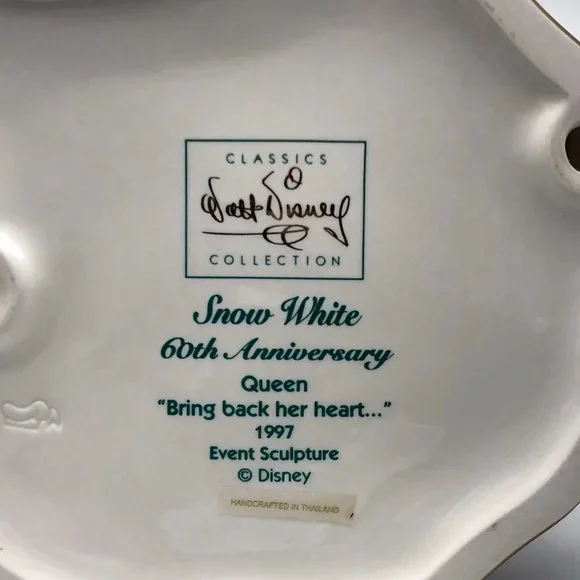 CLASSICS
Walt Disney
COLLECTION
Snow White
60th Anniversary
Queen
"Bring back her heart..."
1997
Event Sculpture
© Disney
HANDCRAFTED IN THAILAND